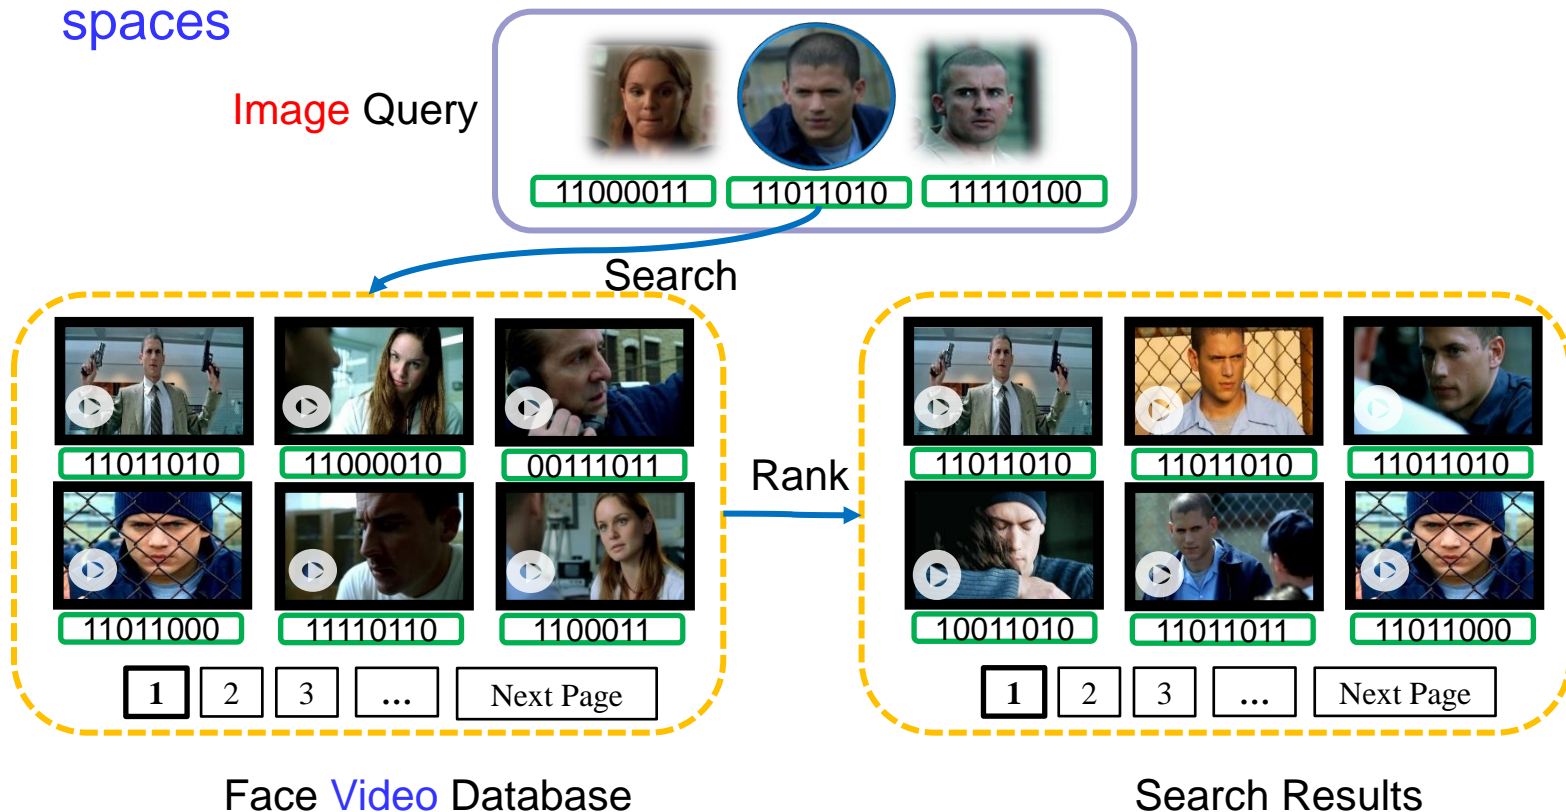 spaces
Image Query
11000011 11011010 11110100
Search
11011010 11000010 00111011
11011000 11110110 1100011
1 2 3 ... Next Page
Face Video Database
Rank
11011010 11011010 11011010
10011010 11011011 11011000
1 2 3 ... Next Page
Search Results